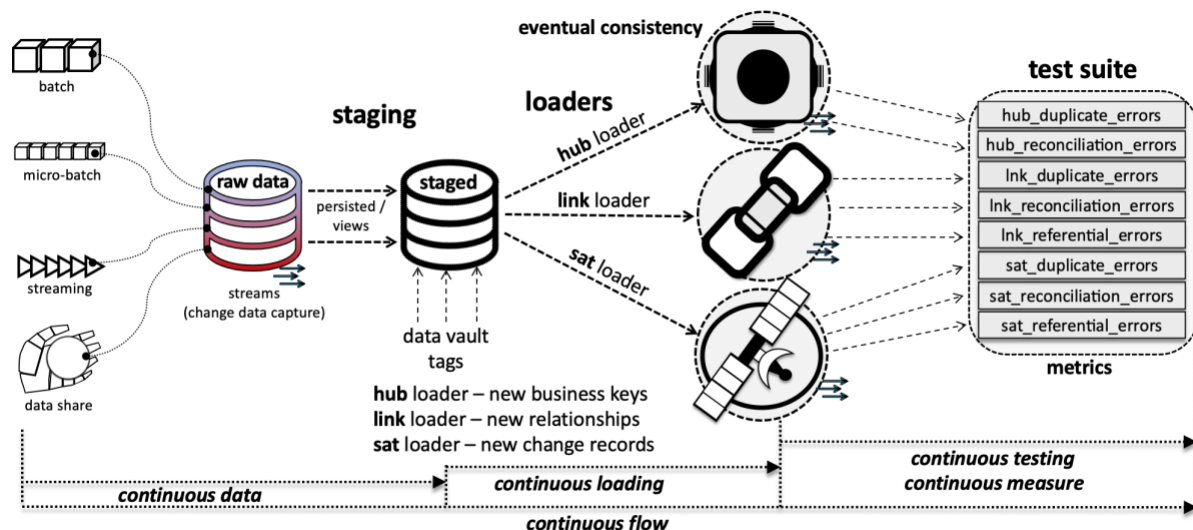 batch
micro-batch
streaming
data share
raw data
streams
(change data capture)
staging
persisted /
views
staged
data vault
tags
loaders
hub loader
link loader
sat loader
eventual consistency
hub loader – new business keys
link loader – new relationships
sat loader – new change records
test suite
hub_duplicate_errors
hub_reconciliation_errors
lnk_duplicate_errors
lnk_reconciliation_errors
lnk_referential_errors
sat_duplicate_errors
sat_reconciliation_errors
sat_referential_errors
metrics
continuous data
continuous loading
continuous testing
continuous measure
continuous flow